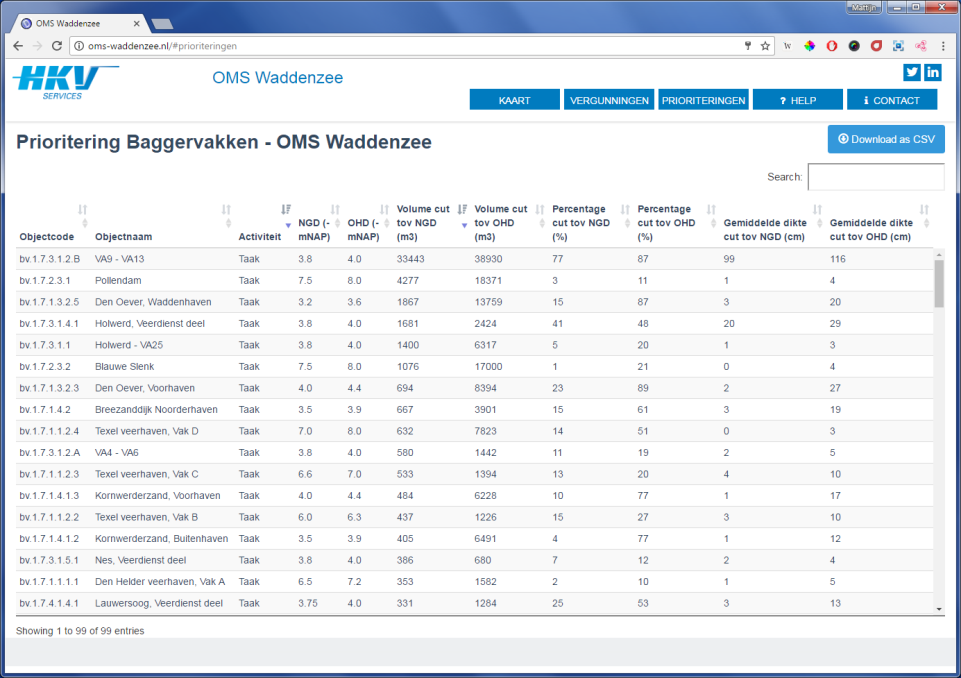 Martijn
OMS Waddenzee
oms-waddenzee.nl/#prioriteringen
HKV
SERVICES
OMS Waddenzee
KAART VERGUNNINGEN PRIORITERINGEN ? HELP i CONTACT
Prioritering Baggervakken - OMS Waddenzee
Download as CSV
Search:
Objectcode Objectnaam Activiteit NGD (-mNAP) OHD (-mNAP) Volume cut tov NGD (m3) Volume cut tov OHD (m3) Percentage cut tov NGD (%) Percentage cut tov OHD (%) Gemiddelde dikte cut tov NGD (cm) Gemiddelde dikte cut tov OHD (cm)
bv.1.7.3.1.2.B VA9 - VA13 Taak 3.8 4.0 33443 38930 77 87 99 116
bv.1.7.2.3.1 Pollendam Taak 7.5 8.0 4277 18371 3 11 1 4
bv.1.7.1.3.2.5 Den Oever, Waddenhaven Taak 3.2 3.6 1867 13759 15 87 3 20
bv.1.7.3.1.4.1 Holwerd, Veerdienst deel Taak 3.8 4.0 1681 2424 41 48 20 29
bv.1.7.3.1.1 Holwerd - VA25 Taak 3.8 4.0 1400 6317 5 20 1 3
bv.1.7.2.3.2 Blauwe Slenk Taak 7.5 8.0 1076 17000 1 21 0 4
bv.1.7.1.3.2.3 Den Oever, Voorhaven Taak 4.0 4.4 694 8394 23 89 2 27
bv.1.7.1.4.2 Breezanddijk Noorderhaven Taak 3.5 3.9 667 3901 15 61 3 19
bv.1.7.1.1.2.4 Texel veerhaven, Vak D Taak 7.0 8.0 632 7823 14 51 0 3
bv.1.7.3.1.2.A VA4 - VA6 Taak 3.8 4.0 580 1442 11 19 2 5
bv.1.7.1.1.2.3 Texel veerhaven, Vak C Taak 6.6 7.0 533 1394 13 20 4 10
bv.1.7.1.4.1.3 Kornwerderzand, Voorhaven Taak 4.0 4.4 484 6228 10 77 1 17
bv.1.7.1.1.2.2 Texel veerhaven, Vak B Taak 6.0 6.3 437 1226 15 27 3 10
bv.1.7.1.4.1.2 Kornwerderzand, Buitenhaven Taak 3.5 3.9 405 6491 4 77 1 12
bv.1.7.3.1.5.1 Nes, Veerdienst deel Taak 3.8 4.0 386 680 7 12 2 4
bv.1.7.1.1.1.1 Den Helder veerhaven, Vak A Taak 6.5 7.2 353 1582 2 10 1 5
bv.1.7.4.1.4.1 Lauwersoog, Veerdienst deel Taak 3.75 4.0 331 1284 25 53 3 13
Showing 1 to 99 of 99 entries